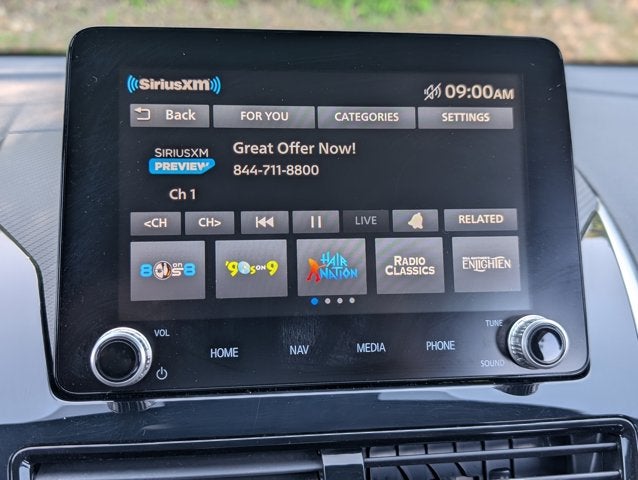 SiriusXM 09:00AM
Back FOR YOU CATEGORIES SETTINGS
SIRIUSXM
PREVIEW
Great Offer Now!
844-711-8800
Ch 1
<CH CH> LIVE RELATED
80s on 8
'90s on 9
HAIR NATION
RADIO CLASSICS
ENLIGHTEN
VOL
TUNE
HOME NAV MEDIA PHONE
SOUND